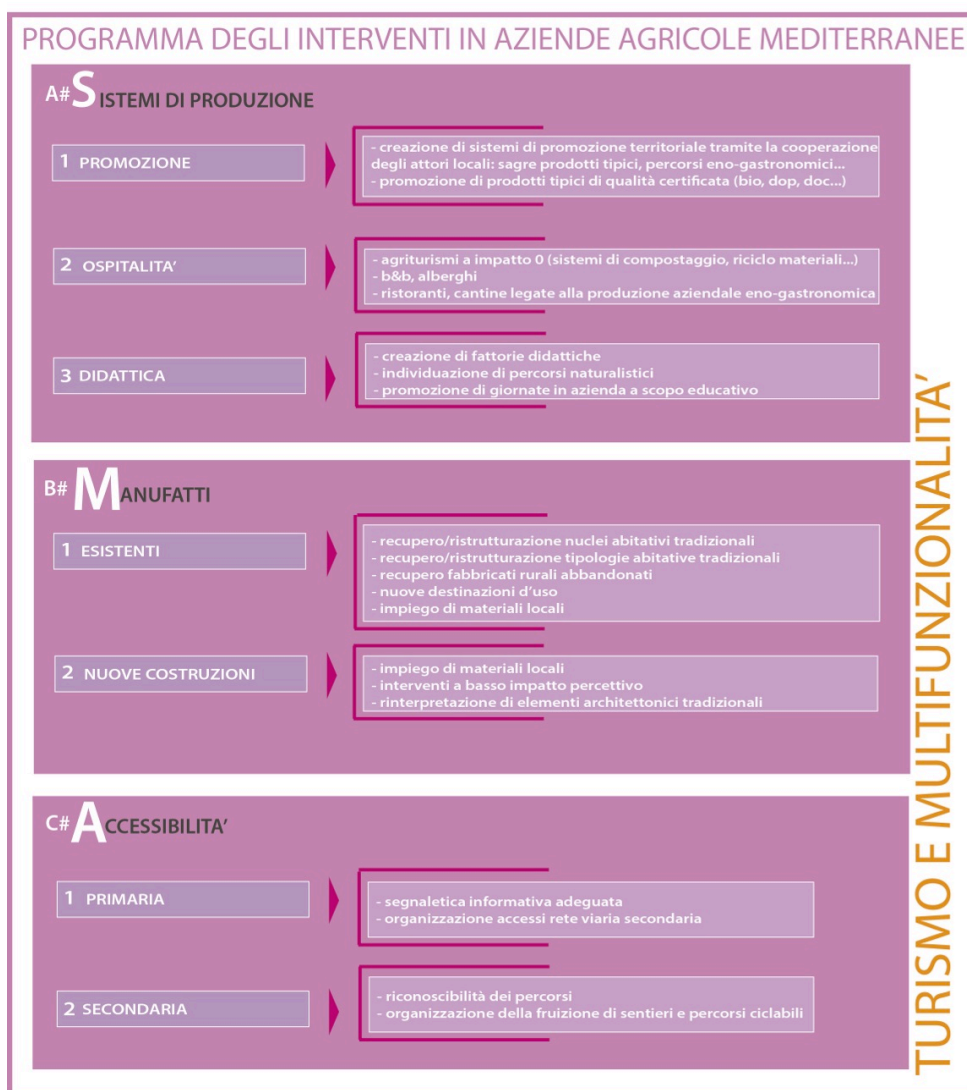 PROGRAMMA DEGLI INTERVENTI IN AZIENDE AGRICOLE MEDITERRANEE
A# SISTEMI DI PRODUZIONE
1 PROMOZIONE
- creazione di sistemi di promozione territoriale tramite la cooperazione
degli attori locali: sagre prodotti tipici, percorsi eno-gastronomici...
- promozione di prodotti tipici di qualità certificata (bio, dop, doc...)
2 OSPITALITA'
- agriturismi a impatto 0 (sistemi di compostaggio, riciclo materiali...)
- b&b, alberghi
- ristoranti, cantine legate alla produzione aziendale eno-gastronomica
3 DIDATTICA
- creazione di fattorie didattiche
- individuazione di percorsi naturalistici
- promozione di giornate in azienda a scopo educativo
B# MANUFATTI
1 ESISTENTI
- recupero/ristrutturazione nuclei abitativi tradizionali
- recupero/ristrutturazione tipologie abitative tradizionali
- recupero fabbricati rurali abbandonati
- nuove destinazioni d'uso
- impiego di materiali locali
2 NUOVE COSTRUZIONI
- impiego di materiali locali
- interventi a basso impatto percettivo
- rinterpretazione di elementi architettonici tradizionali
C# ACCESSIBILITA'
1 PRIMARIA
- segnaletica informativa adeguata
- organizzazione accessi rete viaria secondaria
2 SECONDARIA
- riconoscibilità dei percorsi
- organizzazione della fruizione di sentieri e percorsi ciclabili
TURISMO E MULTIFUNZIONALITA'